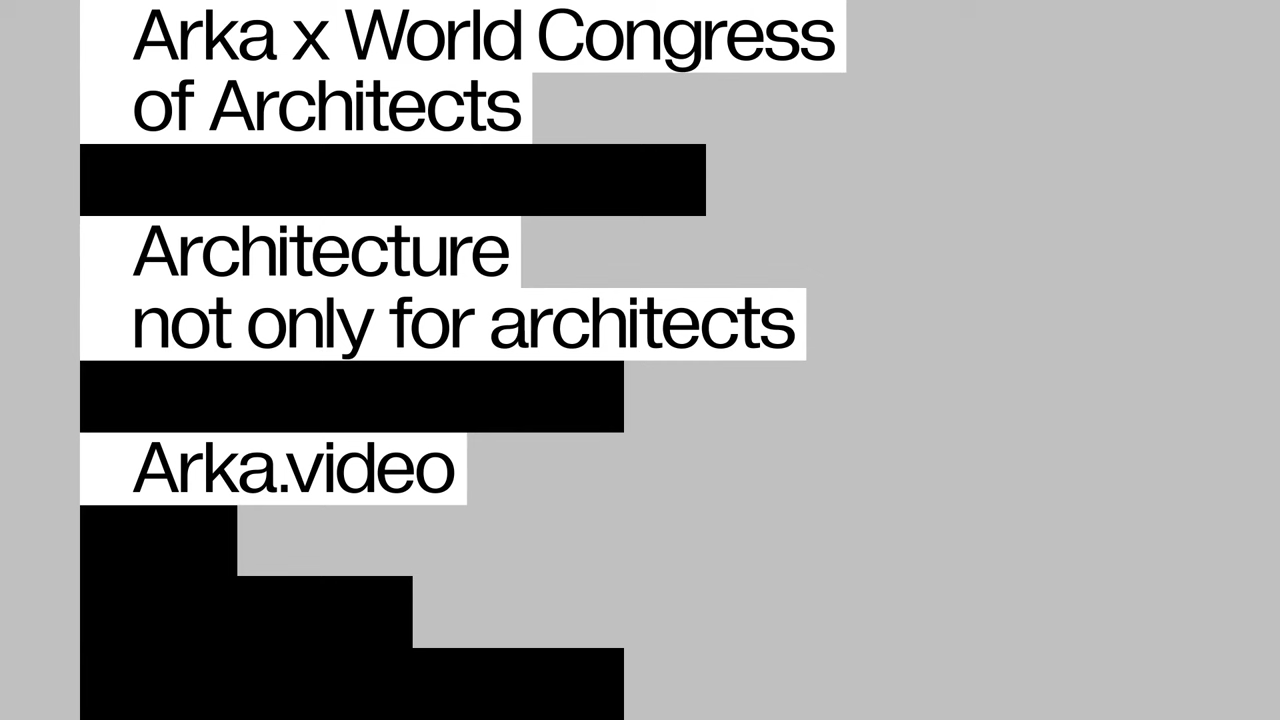 Arka x World Congress
of Architects
Architecture
not only for architects
Arka.video